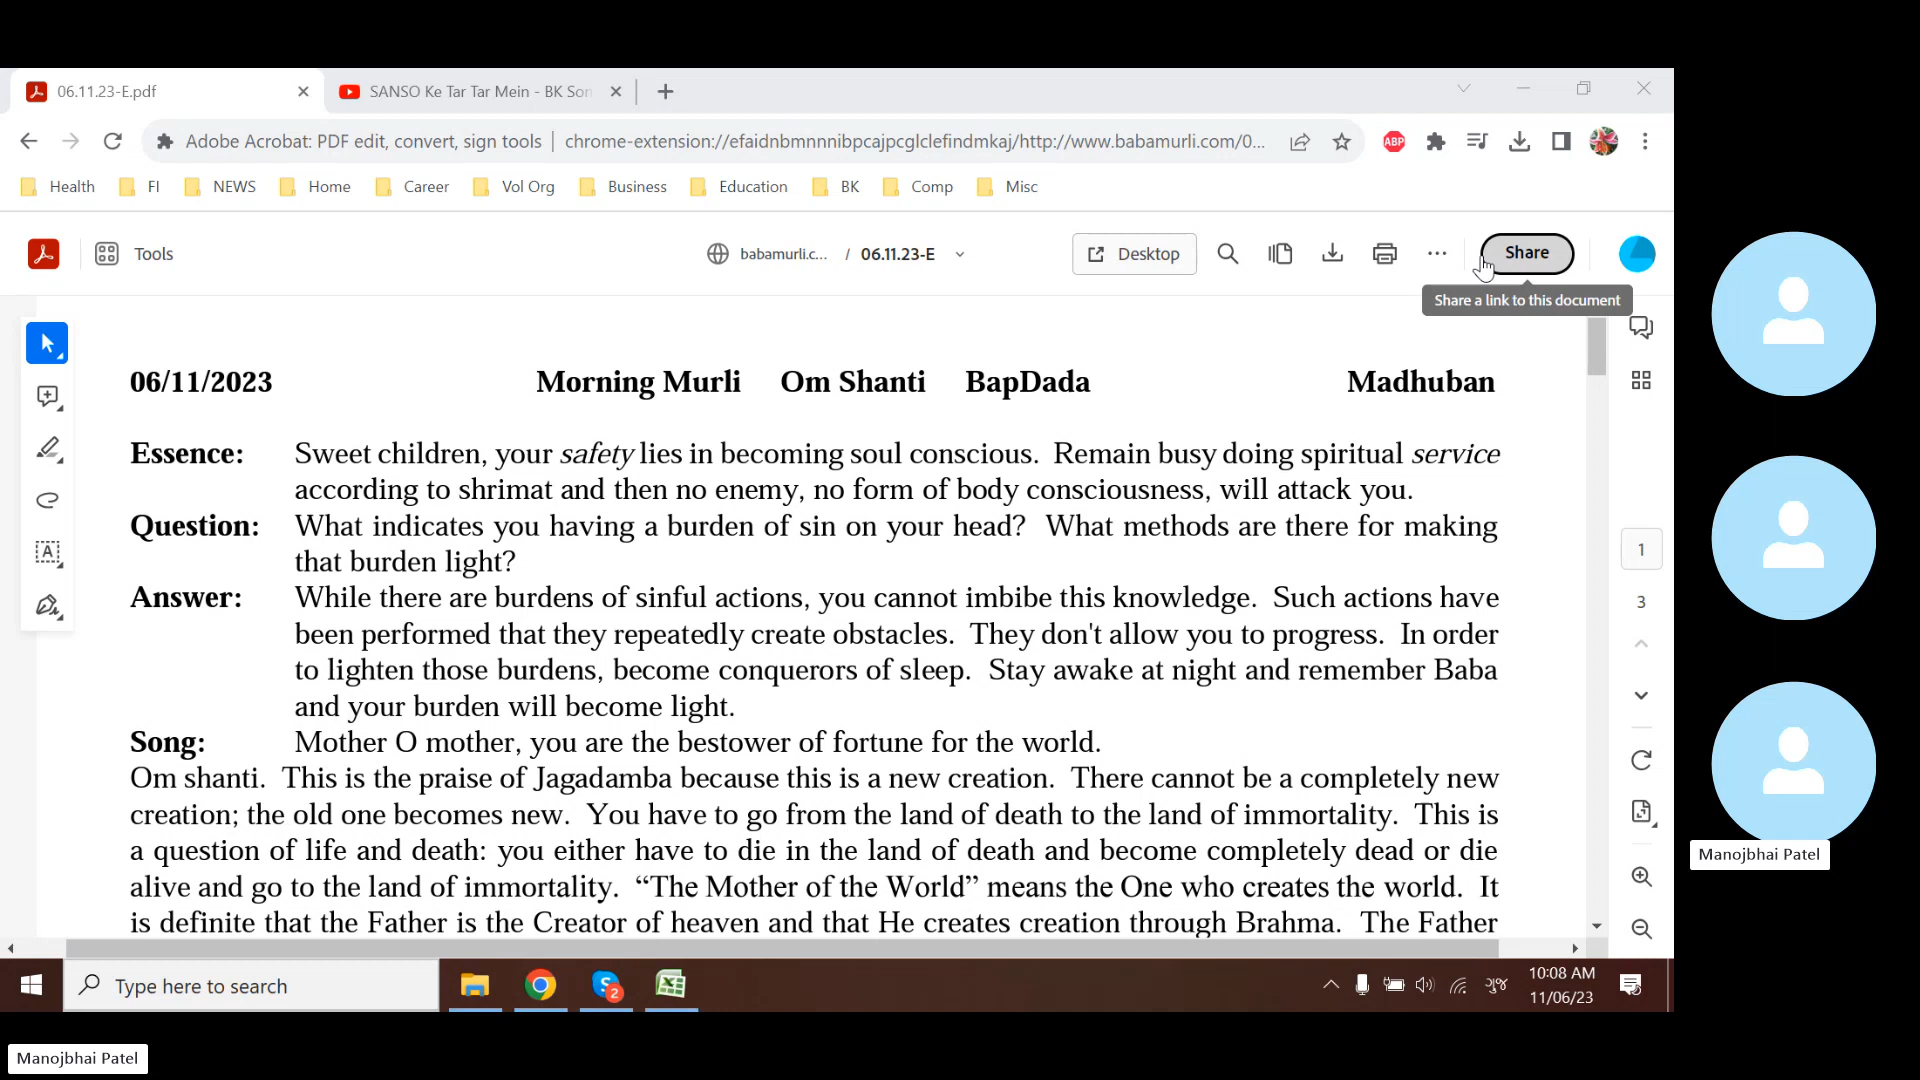 06.11.23-E.pdf
SANSO Ke Tar Tar Mein - BK Son
Adobe Acrobat: PDF edit, convert, sign tools | chrome-extension://efaidnbmnnnibpcajpcglclefindmkaj/http://www.babamurli.com/0...
ABP
Health FI NEWS Home Career Vol Org Business Education BK Comp Misc
Tools babamurli.c... / 06.11.23-E Desktop Share
Share a link to this document
06/11/2023 Morning Murli Om Shanti BapDada Madhuban
Essence: Sweet children, your safety lies in becoming soul conscious. Remain busy doing spiritual service
according to shrimat and then no enemy, no form of body consciousness, will attack you.
Question: What indicates you having a burden of sin on your head? What methods are there for making
that burden light?
Answer: While there are burdens of sinful actions, you cannot imbibe this knowledge. Such actions have
been performed that they repeatedly create obstacles. They don't allow you to progress. In order
to lighten those burdens, become conquerors of sleep. Stay awake at night and remember Baba
and your burden will become light.
Song: Mother O mother, you are the bestower of fortune for the world.
Om shanti. This is the praise of Jagadamba because this is a new creation. There cannot be a completely new
creation; the old one becomes new. You have to go from the land of death to the land of immortality. This is
a question of life and death: you either have to die in the land of death and become completely dead or die
alive and go to the land of immortality. “The Mother of the World” means the One who creates the world. It
is definite that the Father is the Creator of heaven and that He creates creation through Brahma. The Father
1
3
Manojbhai Patel
Type here to search
2
ગુજ
10:08 AM
11/06/23
Manojbhai Patel